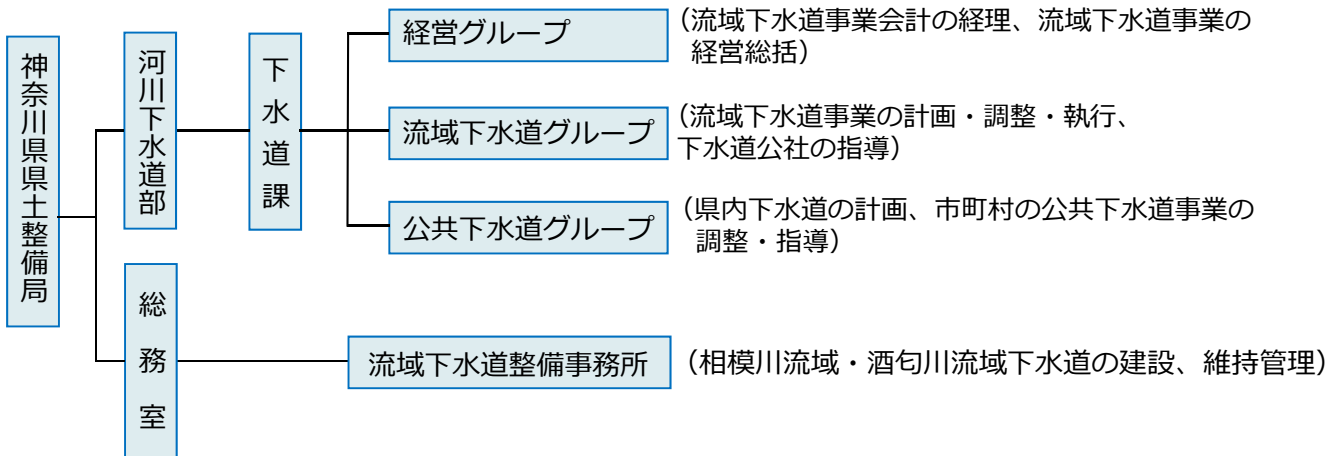 神奈川県県土整備局
河川下水道部
下水道課
経営グループ
（流域下水道事業会計の経理、流域下水道事業の
経営総括）
流域下水道グループ
（流域下水道事業の計画・調整・執行、
下水道公社の指導）
公共下水道グループ
（県内下水道の計画、市町村の公共下水道事業の
調整・指導）
総務室
流域下水道整備事務所
（相模川流域・酒匂川流域下水道の建設、維持管理）